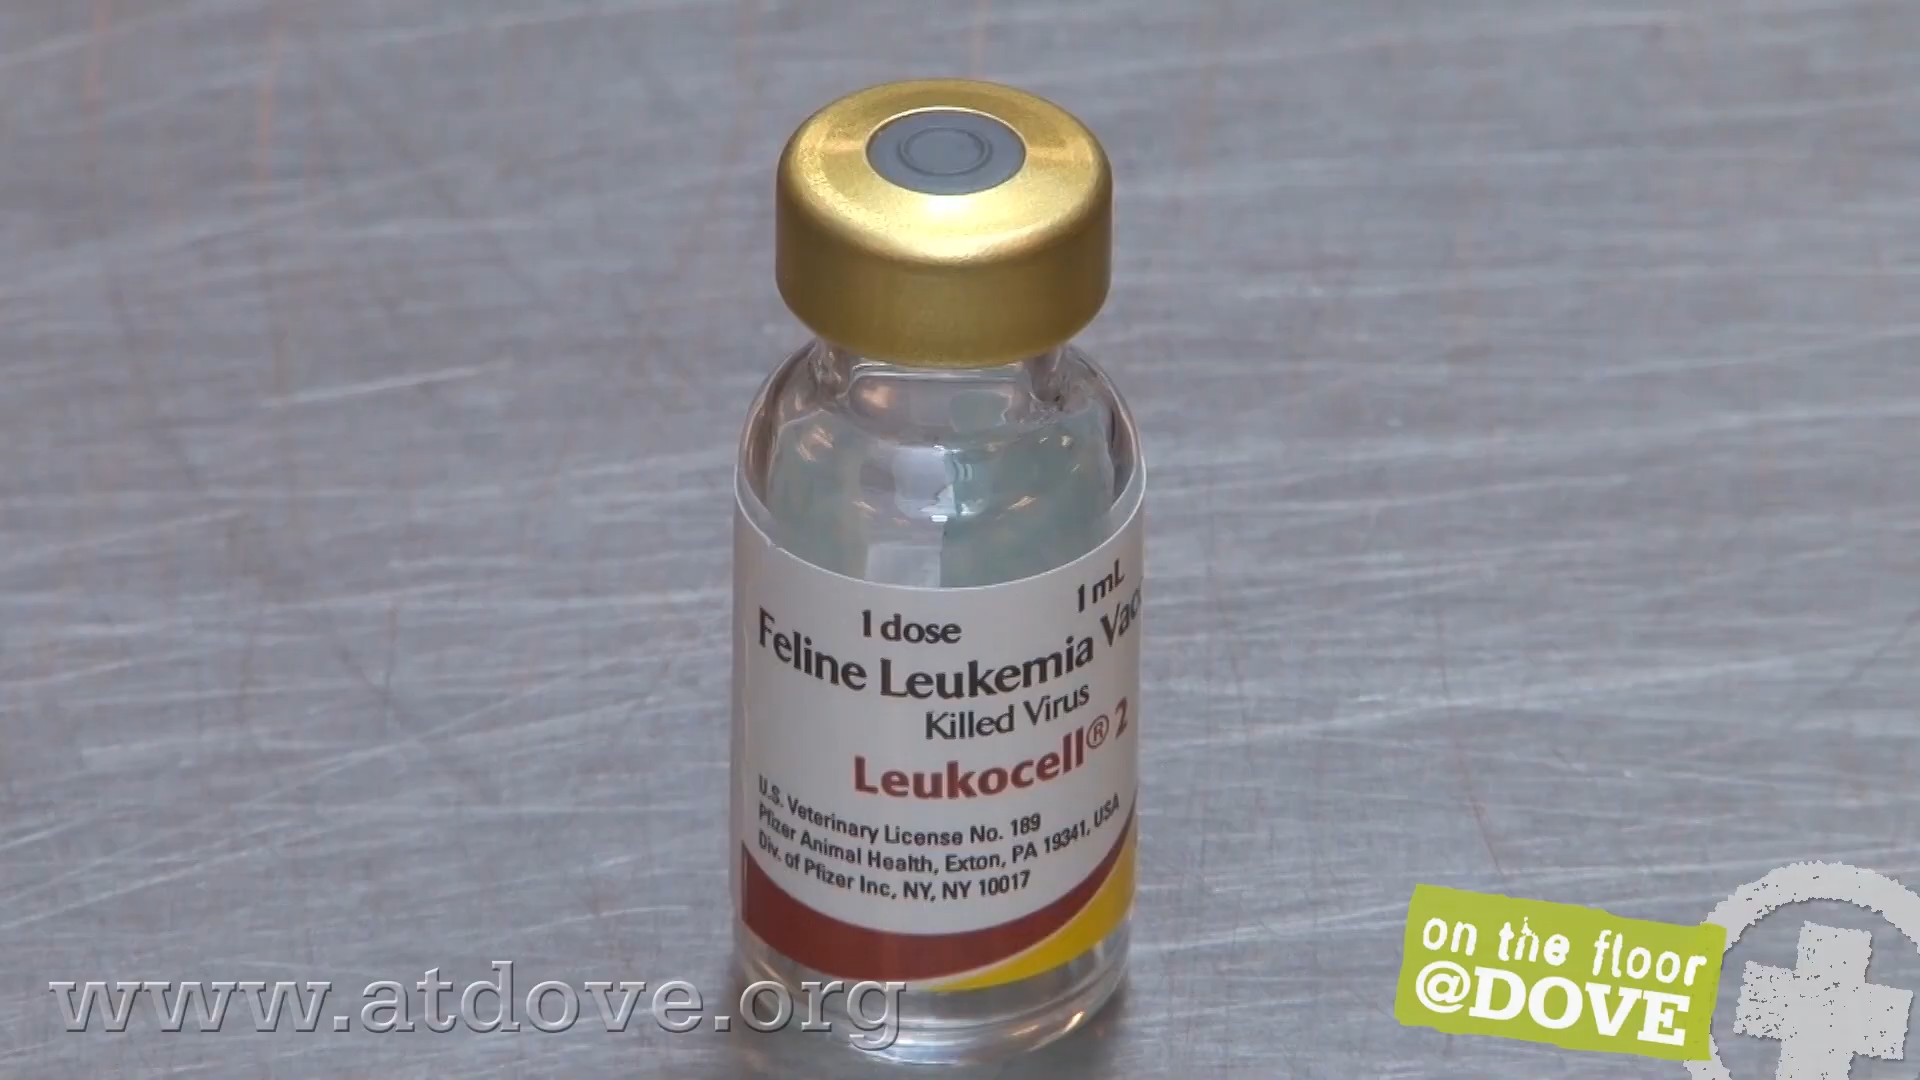 1 dose 1 mL
Feline Leukemia
Killed Virus
Leukocell® 2
U.S. Veterinary License No. 189
Pfizer Animal Health, Exton, PA 19341, USA
Div. of Pfizer Inc, NY, NY 10017
www.atdove.org
on the floor
@DOVE